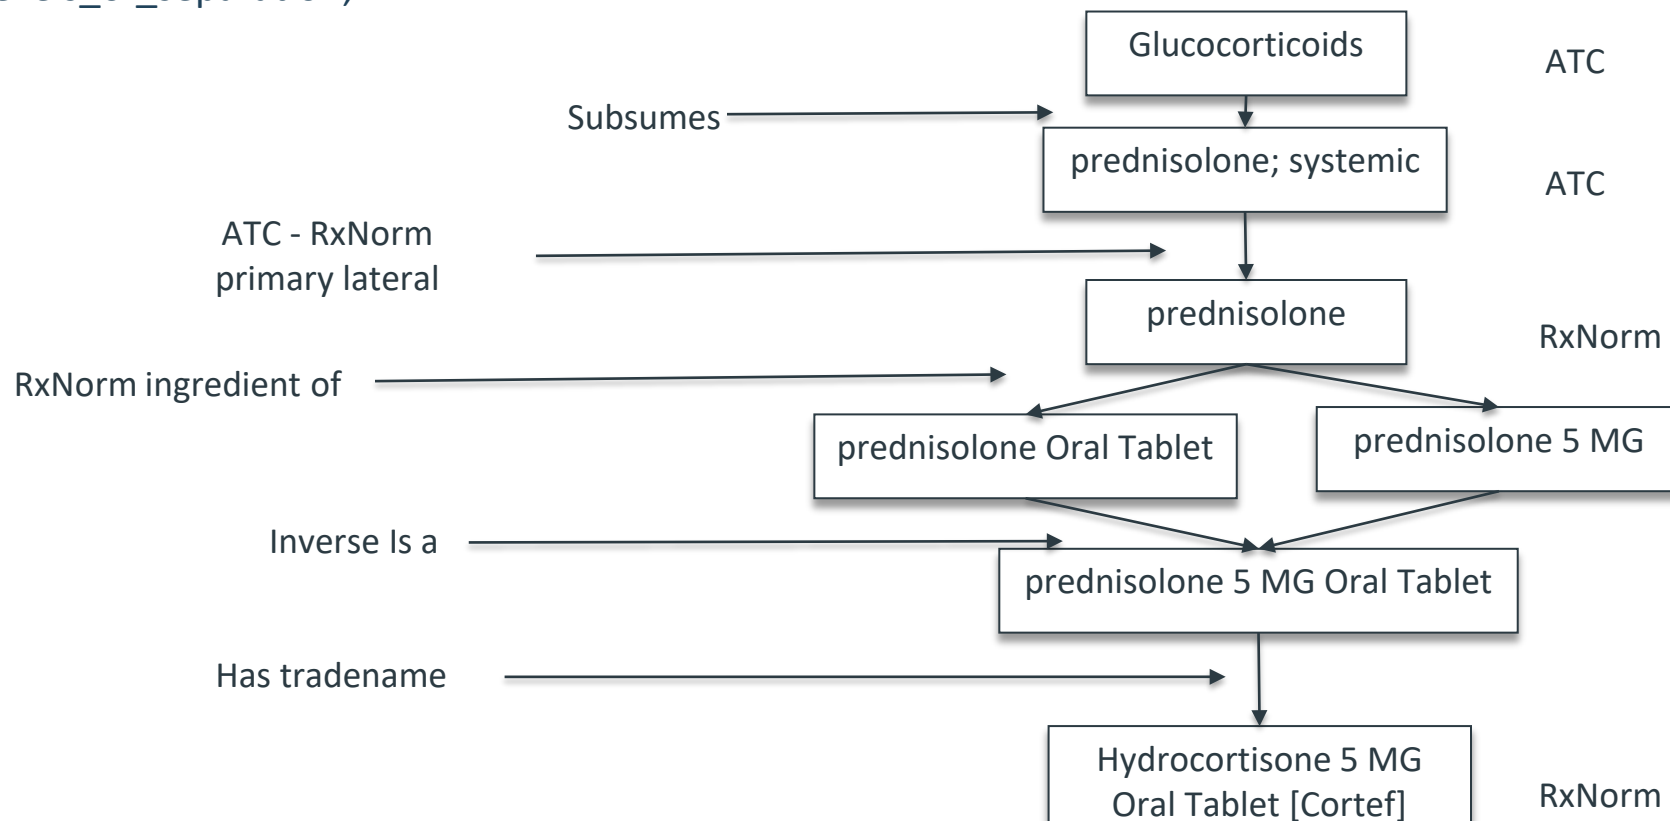 Glucocorticoids
ATC
Subsumes
prednisolone; systemic
ATC
ATC - RxNorm
primary lateral
prednisolone
RxNorm
RxNorm ingredient of
prednisolone Oral Tablet
prednisolone 5 MG
Inverse Is a
prednisolone 5 MG Oral Tablet
Has tradename
Hydrocortisone 5 MG
Oral Tablet [Cortef]
RxNorm